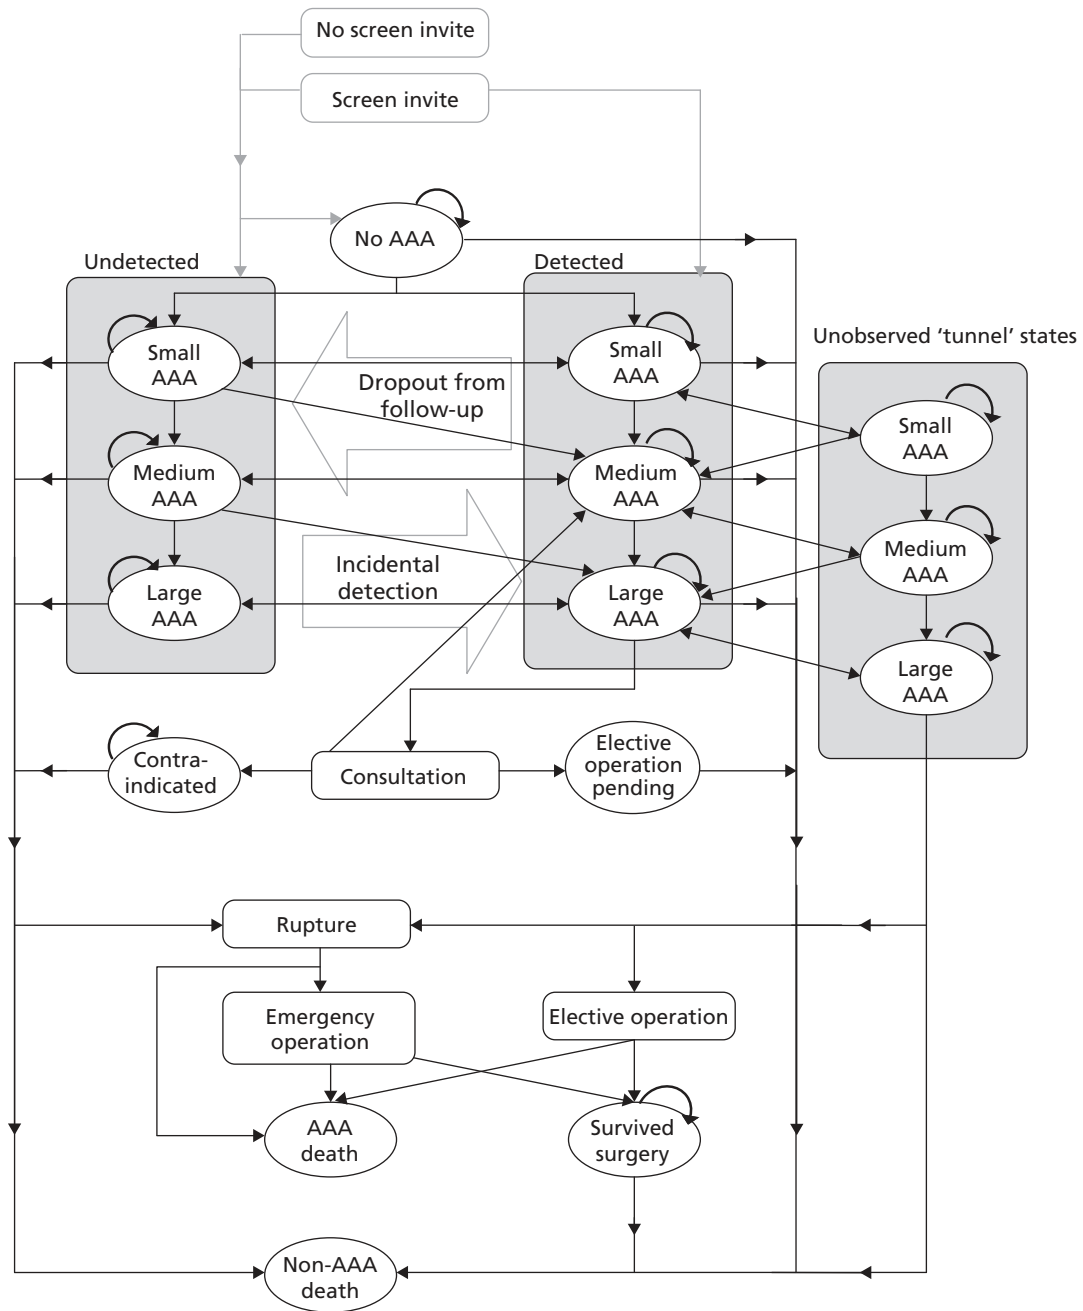 No screen invite
Screen invite
No AAA
Undetected
Detected
Unobserved ‘tunnel’ states
Small
AAA
Small
AAA
Dropout from
follow-up
Small
AAA
Medium
AAA
Medium
AAA
Medium
AAA
Incidental
detection
Large
AAA
Large
AAA
Large
AAA
Contra-
indicated
Consultation
Elective
operation
pending
Rupture
Emergency
operation
Elective operation
AAA
death
Survived
surgery
Non-AAA
death